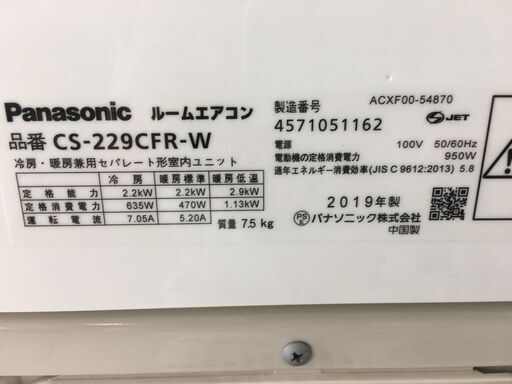 Panasonic ルームエアコン
品番 CS-229CFR-W
冷房・暖房兼用セパレート形室内ユニット
冷房 暖房標準 暖房低温
定格能力 2.2kW 2.2kW 2.9kW
定格消費電力 635W 470W 1.13kW
運転電流 7.05A 5.20A
質量 7.5 kg
ACXF00-54870
製造番号
4571051162
JET
電源 100V 50/60Hz
電動機の定格消費電力 950W
通年エネルギー消費効率(JIS C 9612:2013) 5.8
2019年製
PSE パナソニック株式会社
中国製